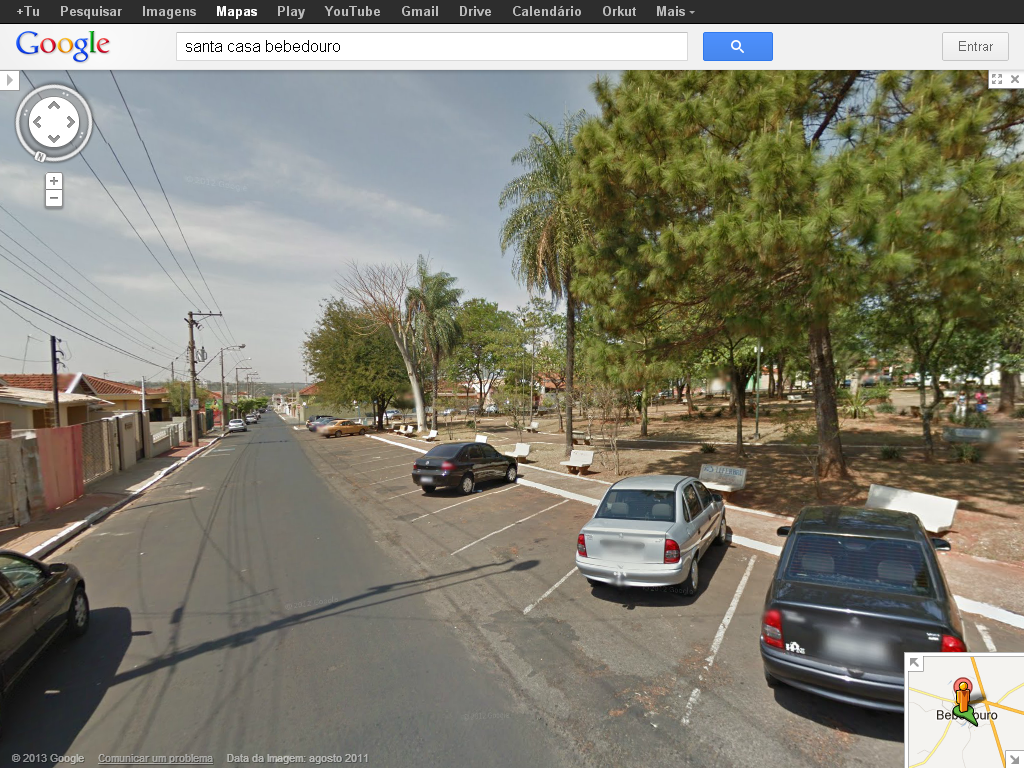 +Tu Pesquisar Imagens Mapas Play YouTube Gmail Drive Calendário Orkut Mais
Google
santa casa bebedouro
Entrar
N
+
−
Bebedouro
© 2013 Google Comunicar um problema Data da Imagem: agosto 2011